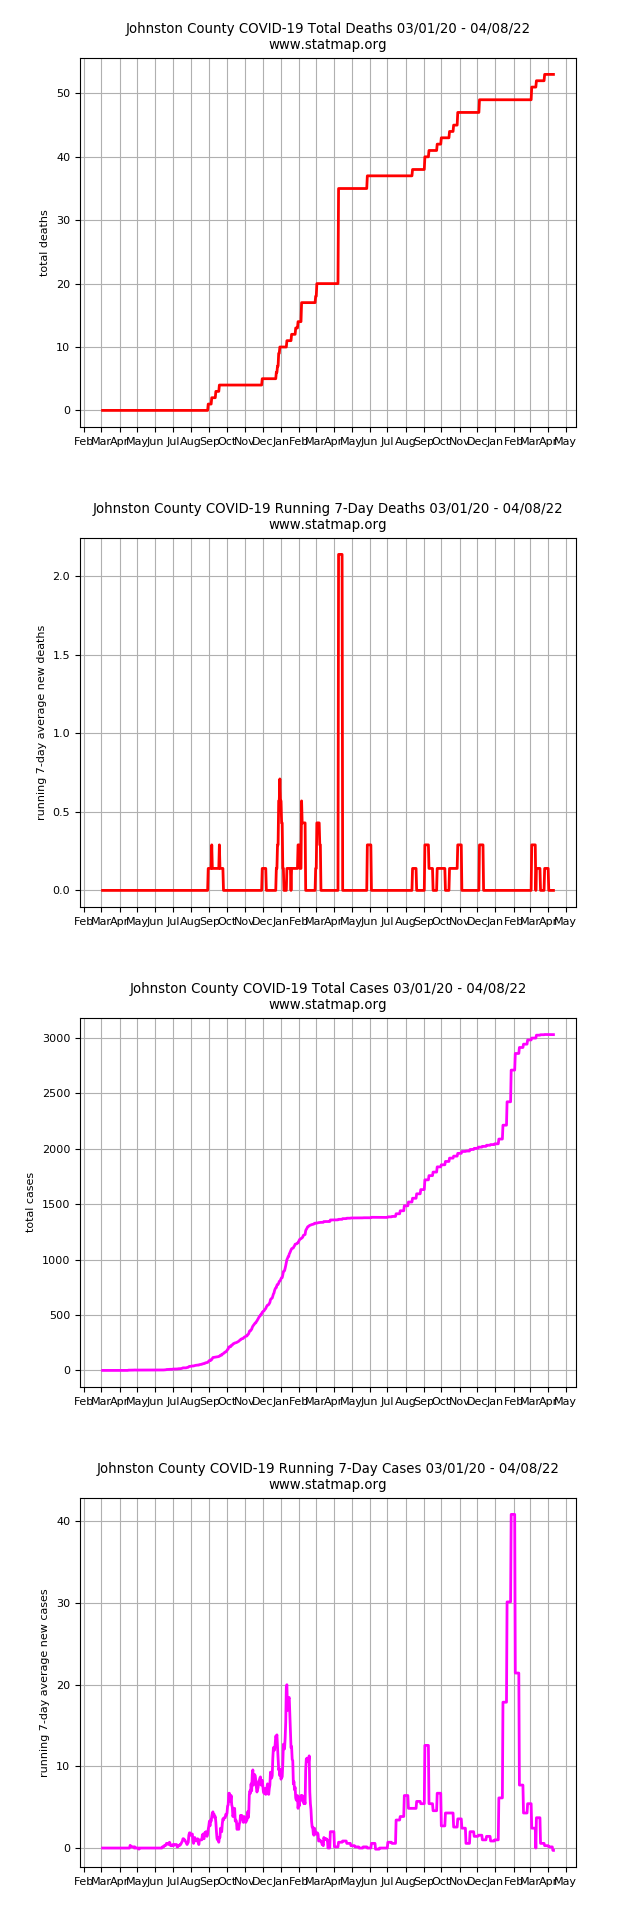 Johnston County COVID-19 Total Deaths 03/01/20 - 04/08/22
www.statmap.org
50
40
30
20
10
0
total deaths
Feb Mar Apr May Jun Jul Aug Sep Oct Nov Dec Jan Feb Mar Apr May Jun Jul Aug Sep Oct Nov Dec Jan Feb Mar Apr May
Johnston County COVID-19 Running 7-Day Deaths 03/01/20 - 04/08/22
www.statmap.org
2.0
1.5
1.0
0.5
0.0
running 7-day average new deaths
Feb Mar Apr May Jun Jul Aug Sep Oct Nov Dec Jan Feb Mar Apr May Jun Jul Aug Sep Oct Nov Dec Jan Feb Mar Apr May
Johnston County COVID-19 Total Cases 03/01/20 - 04/08/22
www.statmap.org
3000
2500
2000
1500
1000
500
0
total cases
Feb Mar Apr May Jun Jul Aug Sep Oct Nov Dec Jan Feb Mar Apr May Jun Jul Aug Sep Oct Nov Dec Jan Feb Mar Apr May
Johnston County COVID-19 Running 7-Day Cases 03/01/20 - 04/08/22
www.statmap.org
40
30
20
10
0
running 7-day average new cases
Feb Mar Apr May Jun Jul Aug Sep Oct Nov Dec Jan Feb Mar Apr May Jun Jul Aug Sep Oct Nov Dec Jan Feb Mar Apr May